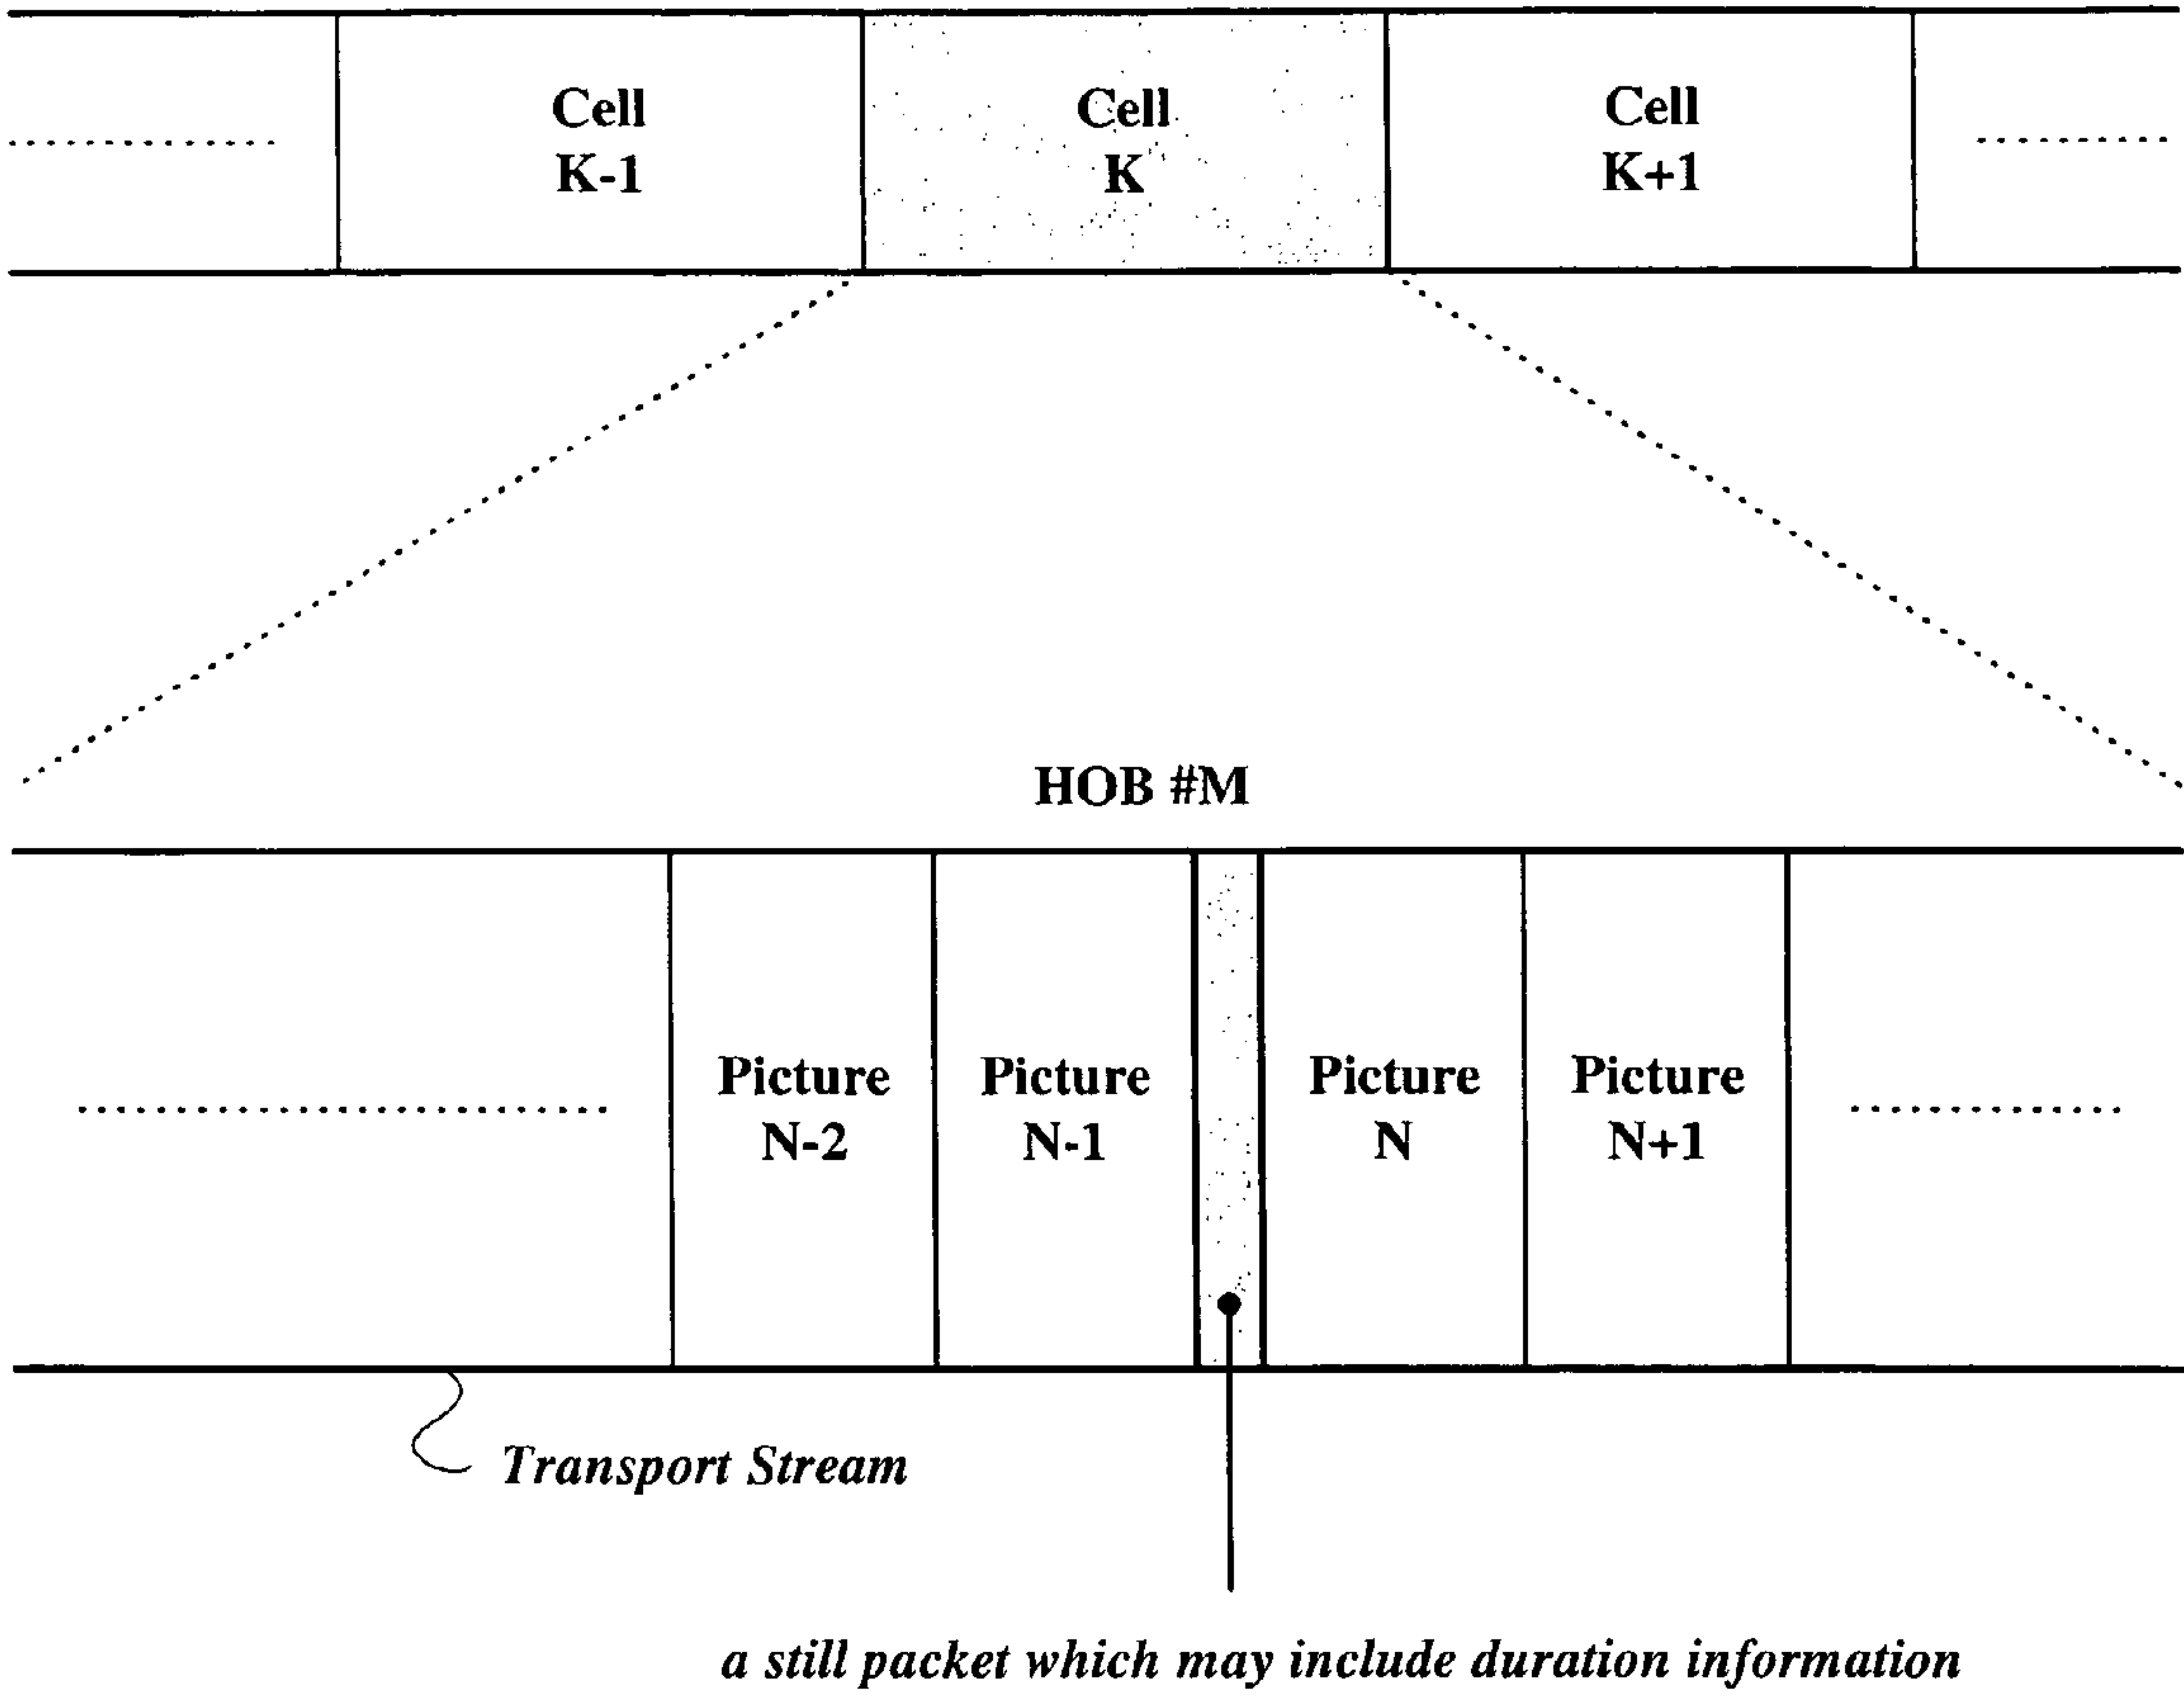 Cell
K-1
Cell
K
Cell
K+1
HOB #M
Picture
N-2
Picture
N-1
Picture
N
Picture
N+1
Transport Stream
a still packet which may include duration information